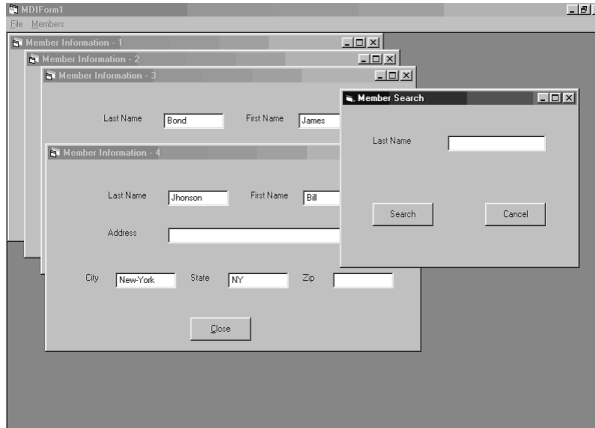 MDIForm1
File Members
Member Information - 1
Member Information - 2
Member Information - 3
Last Name Bond First Name James
Member Information - 4
Last Name Jhonson First Name Bill
Address
City New-York State NY Zip
Close
Member Search
Last Name
Search Cancel